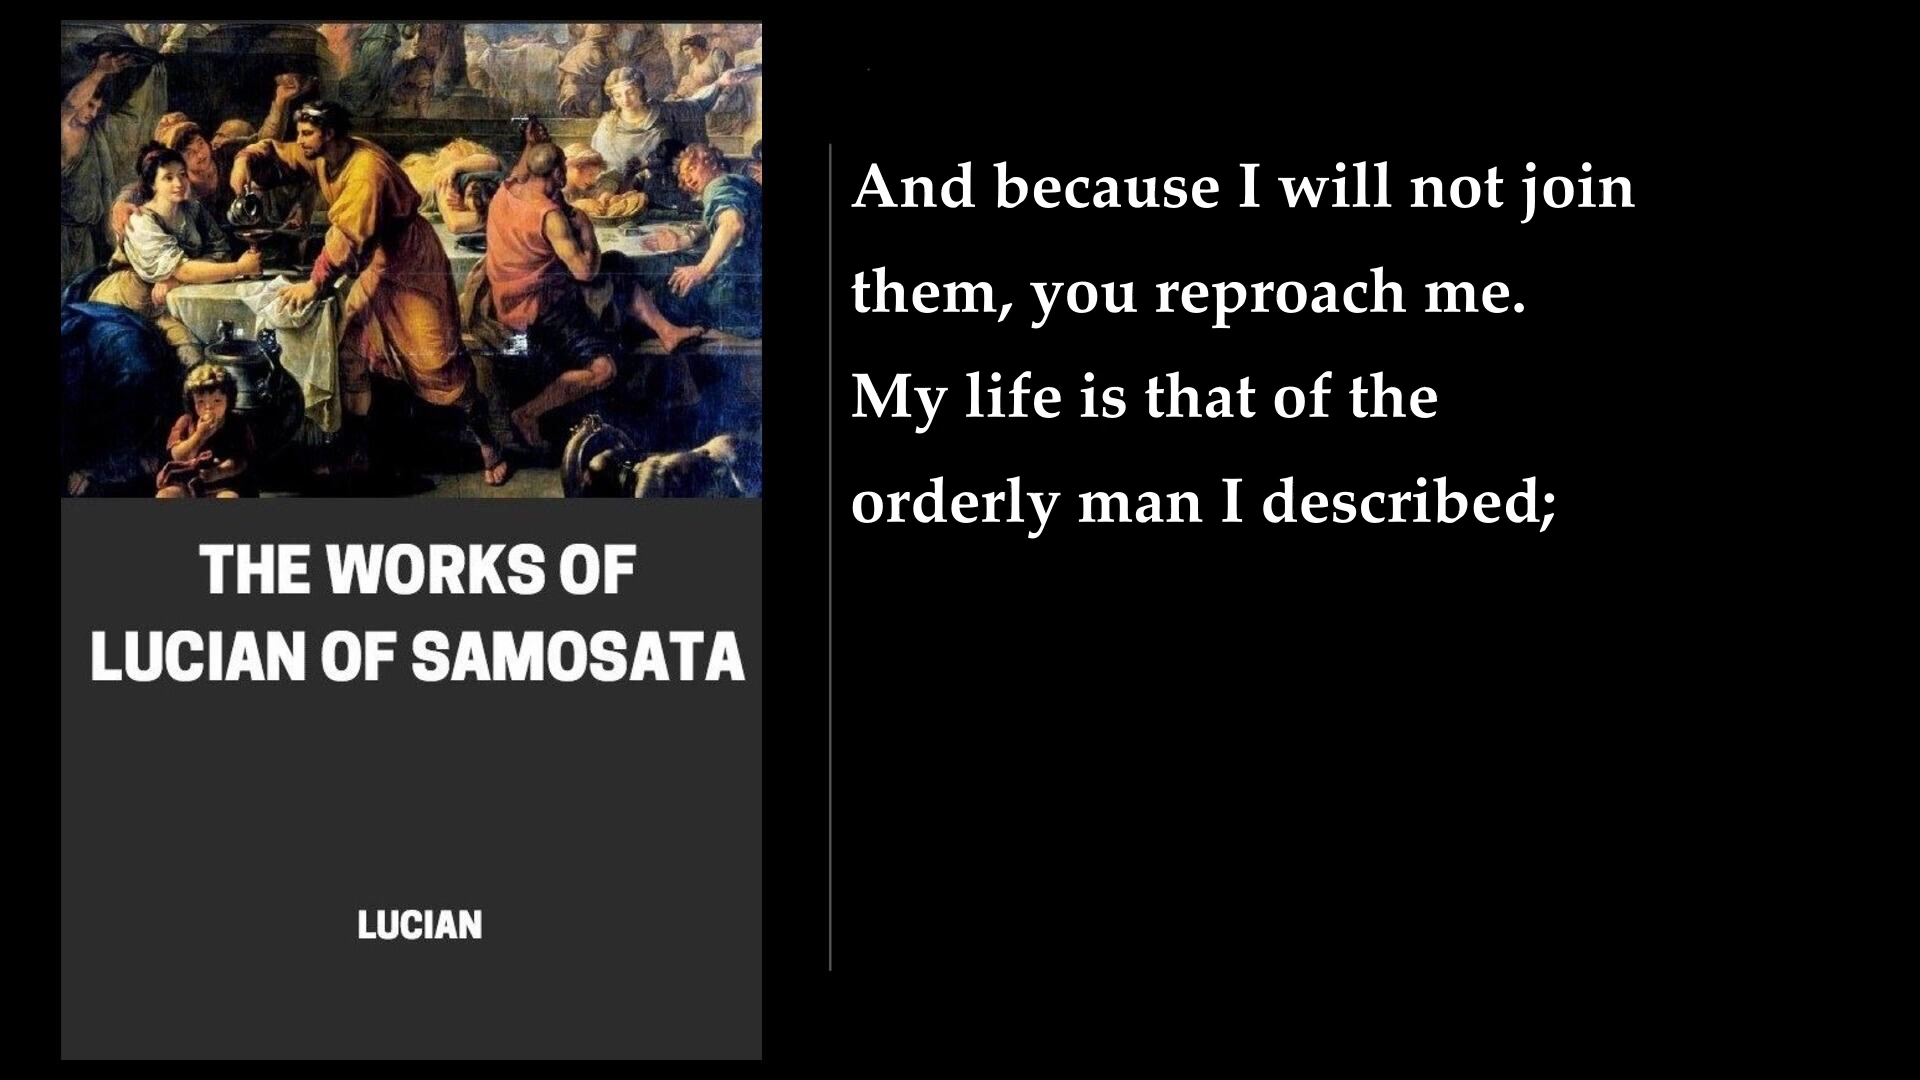 THE WORKS OF
LUCIAN OF SAMOSATA
LUCIAN
And because I will not join
them, you reproach me.
My life is that of the
orderly man I described;